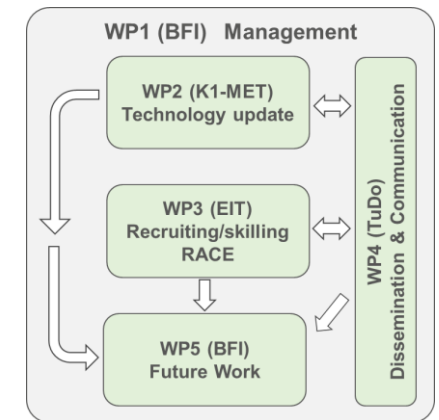 WP1 (BFI) Management
WP2 (K1-MET)
Technology update
WP3 (EIT)
Recruiting/skilling
RACE
WP4 (TuDo)
Dissemination & Communication
WP5 (BFI)
Future Work